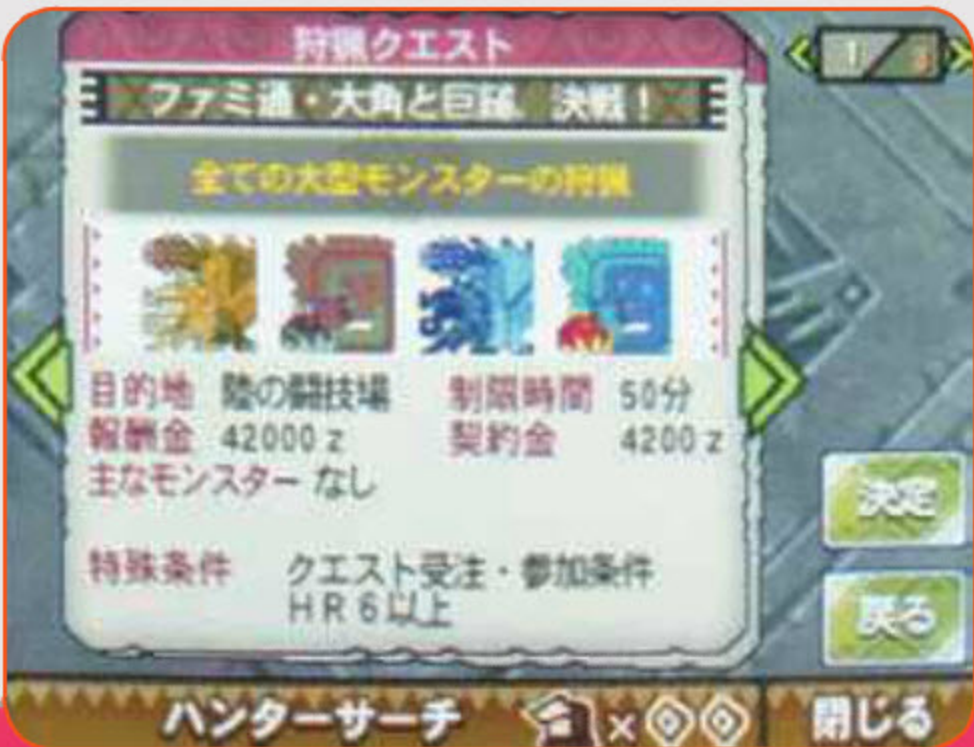 狩猟クエスト
ファミ通・大角と巨鎚、決戦！
全ての大型モンスターの狩猟
目的地 陸の闘技場 制限時間 50分
報酬金 42000z 契約金 4200z
主なモンスター なし
特殊条件 クエスト受注・参加条件
HR6以上
決定
戻る
ハンターサーチ × 閉じる